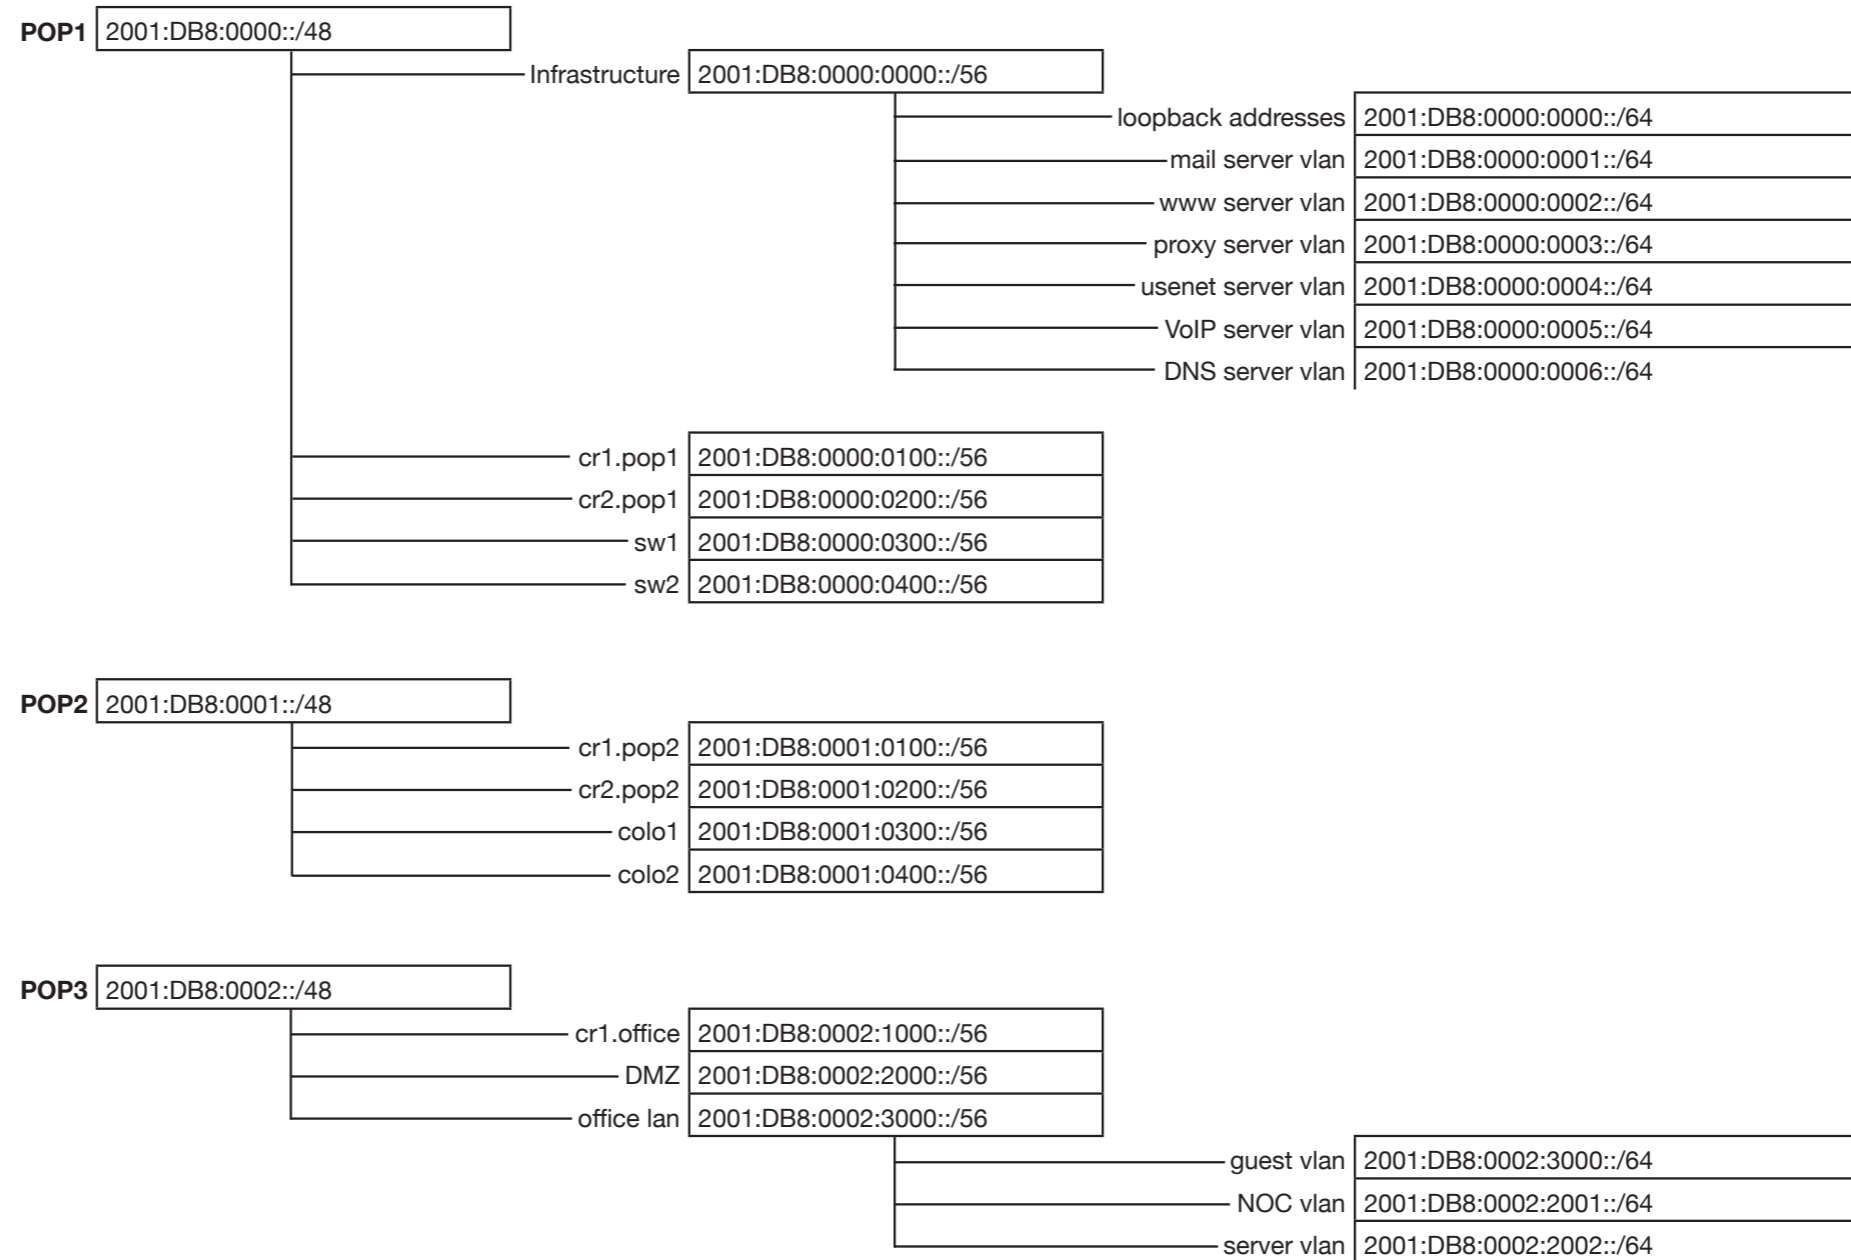 POP1 2001:DB8:0000::/48
Infrastructure 2001:DB8:0000:0000::/56
loopback addresses 2001:DB8:0000:0000::/64
mail server vlan 2001:DB8:0000:0001::/64
www server vlan 2001:DB8:0000:0002::/64
proxy server vlan 2001:DB8:0000:0003::/64
usenet server vlan 2001:DB8:0000:0004::/64
VoIP server vlan 2001:DB8:0000:0005::/64
DNS server vlan 2001:DB8:0000:0006::/64
cr1.pop1 2001:DB8:0000:0100::/56
cr2.pop1 2001:DB8:0000:0200::/56
sw1 2001:DB8:0000:0300::/56
sw2 2001:DB8:0000:0400::/56
POP2 2001:DB8:0001::/48
cr1.pop2 2001:DB8:0001:0100::/56
cr2.pop2 2001:DB8:0001:0200::/56
colo1 2001:DB8:0001:0300::/56
colo2 2001:DB8:0001:0400::/56
POP3 2001:DB8:0002::/48
cr1.office 2001:DB8:0002:1000::/56
DMZ 2001:DB8:0002:2000::/56
office lan 2001:DB8:0002:3000::/56
guest vlan 2001:DB8:0002:3000::/64
NOC vlan 2001:DB8:0002:2001::/64
server vlan 2001:DB8:0002:2002::/64